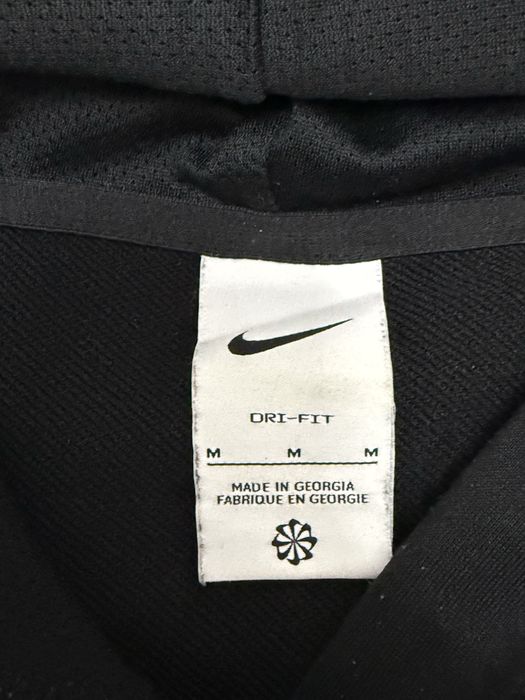 DRI-FIT
M M M
MADE IN GEORGIA
FABRIQUE EN GEORGIE